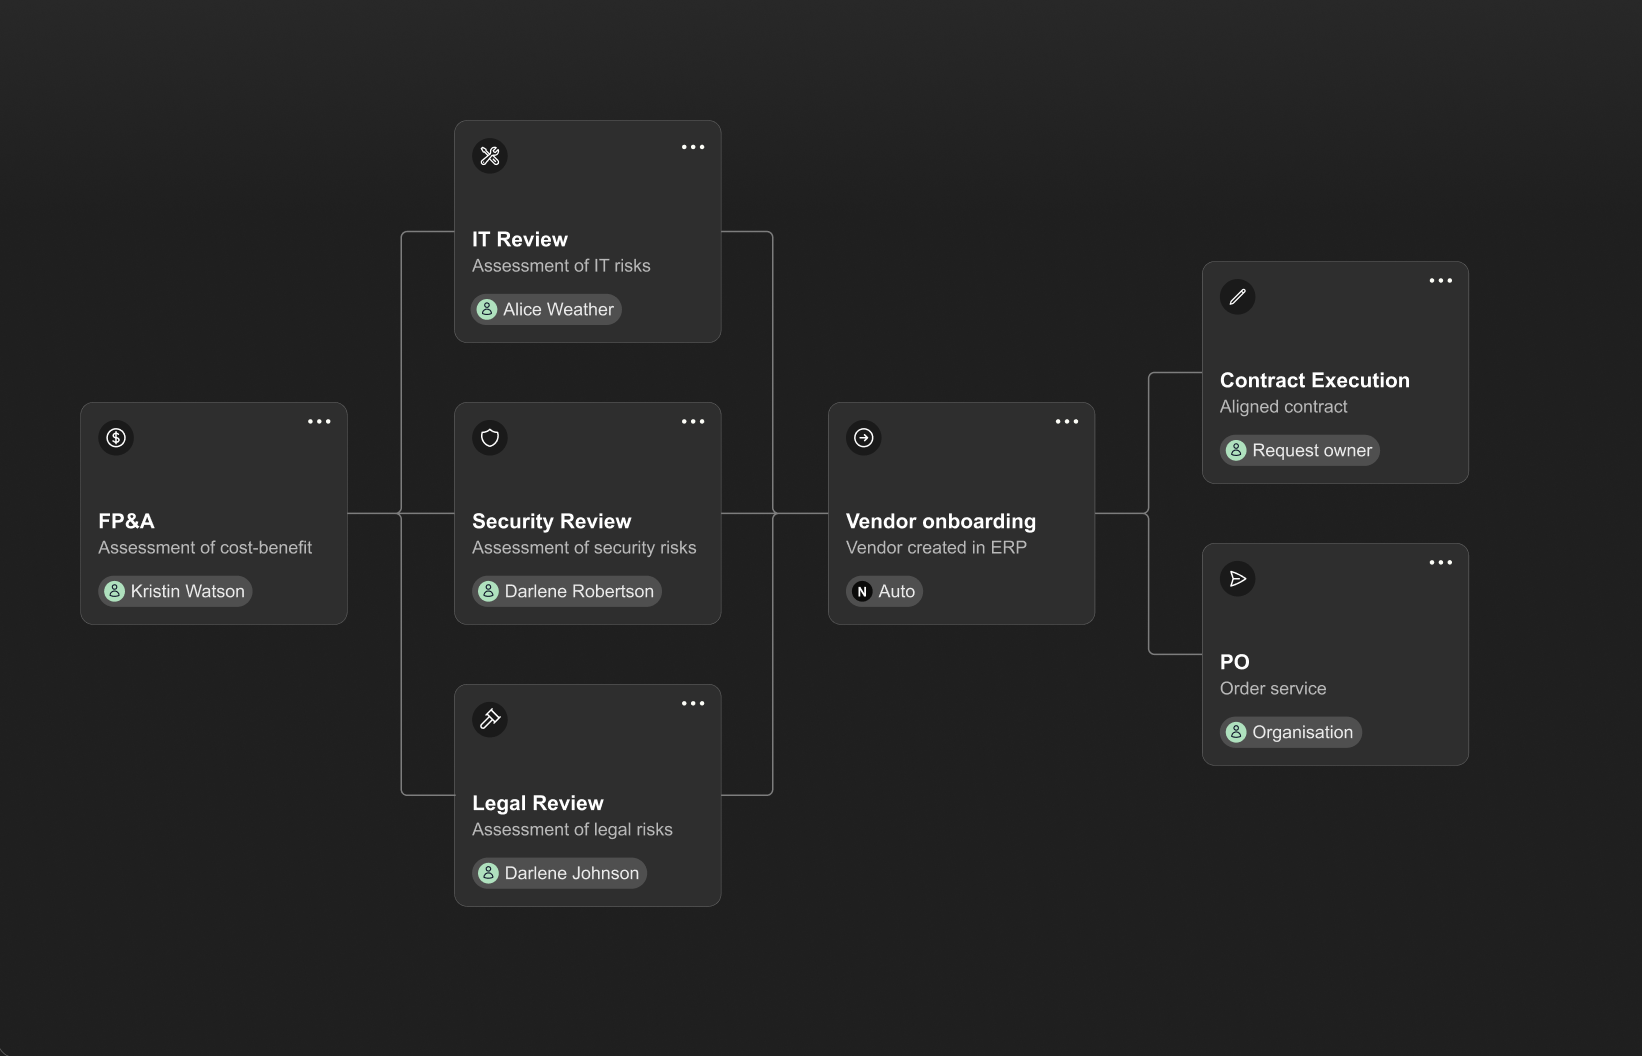 FP&A
Assessment of cost-benefit
Kristin Watson
IT Review
Assessment of IT risks
Alice Weather
Security Review
Assessment of security risks
Darlene Robertson
Legal Review
Assessment of legal risks
Darlene Johnson
Vendor onboarding
Vendor created in ERP
N Auto
Contract Execution
Aligned contract
Request owner
PO
Order service
Organisation